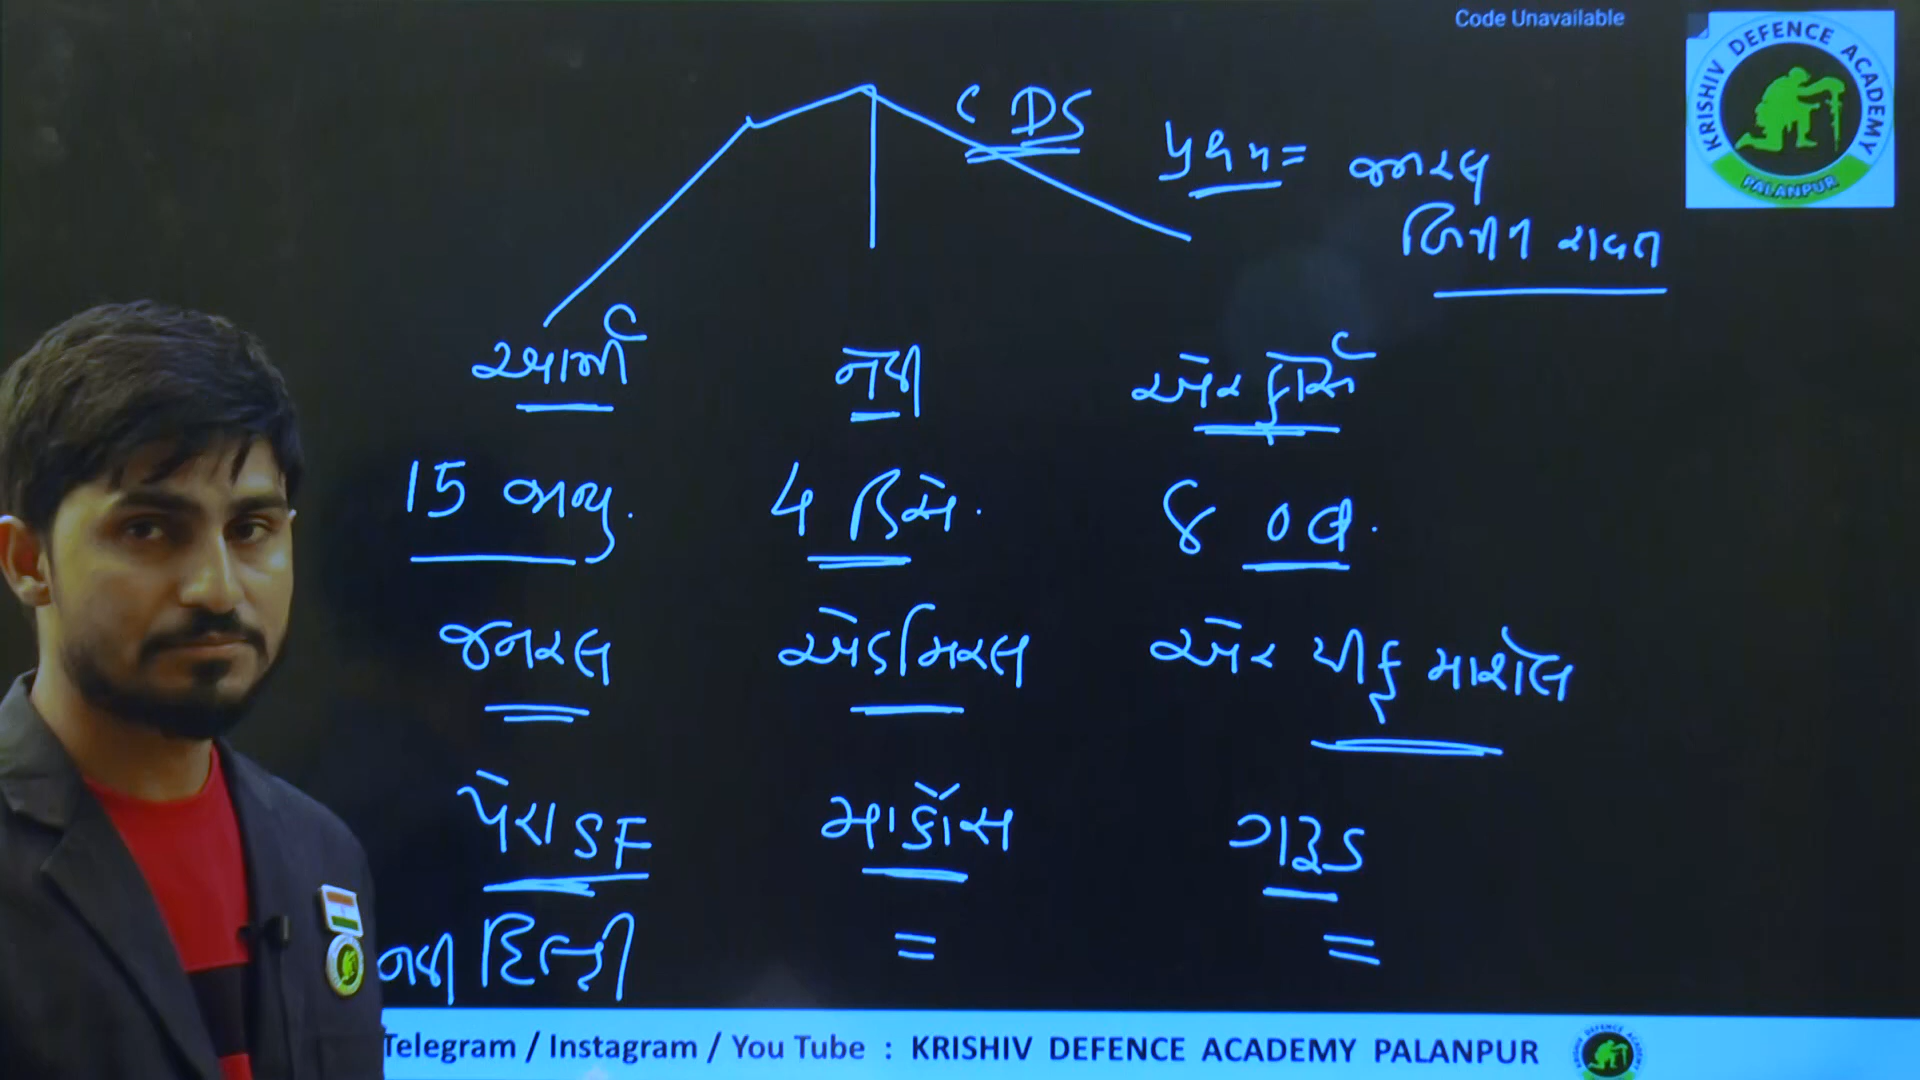 Code Unavailable
KRISHIV DEFENCE ACADEMY
PALANPUR
CDS
પ્રથમ = જનરલ
બિપીન રાવત
આર્મી નેવી એરફોર્સ
15 જાન્યુ. 4 ડિસે. 8 ઓક્ટ.
જનરલ એડમિરલ એર ચીફ માર્શલ
પેરા SF માર્કોસ ગરૂડ
નવી દિલ્હી = =
Telegram / Instagram / You Tube : KRISHIV DEFENCE ACADEMY PALANPUR